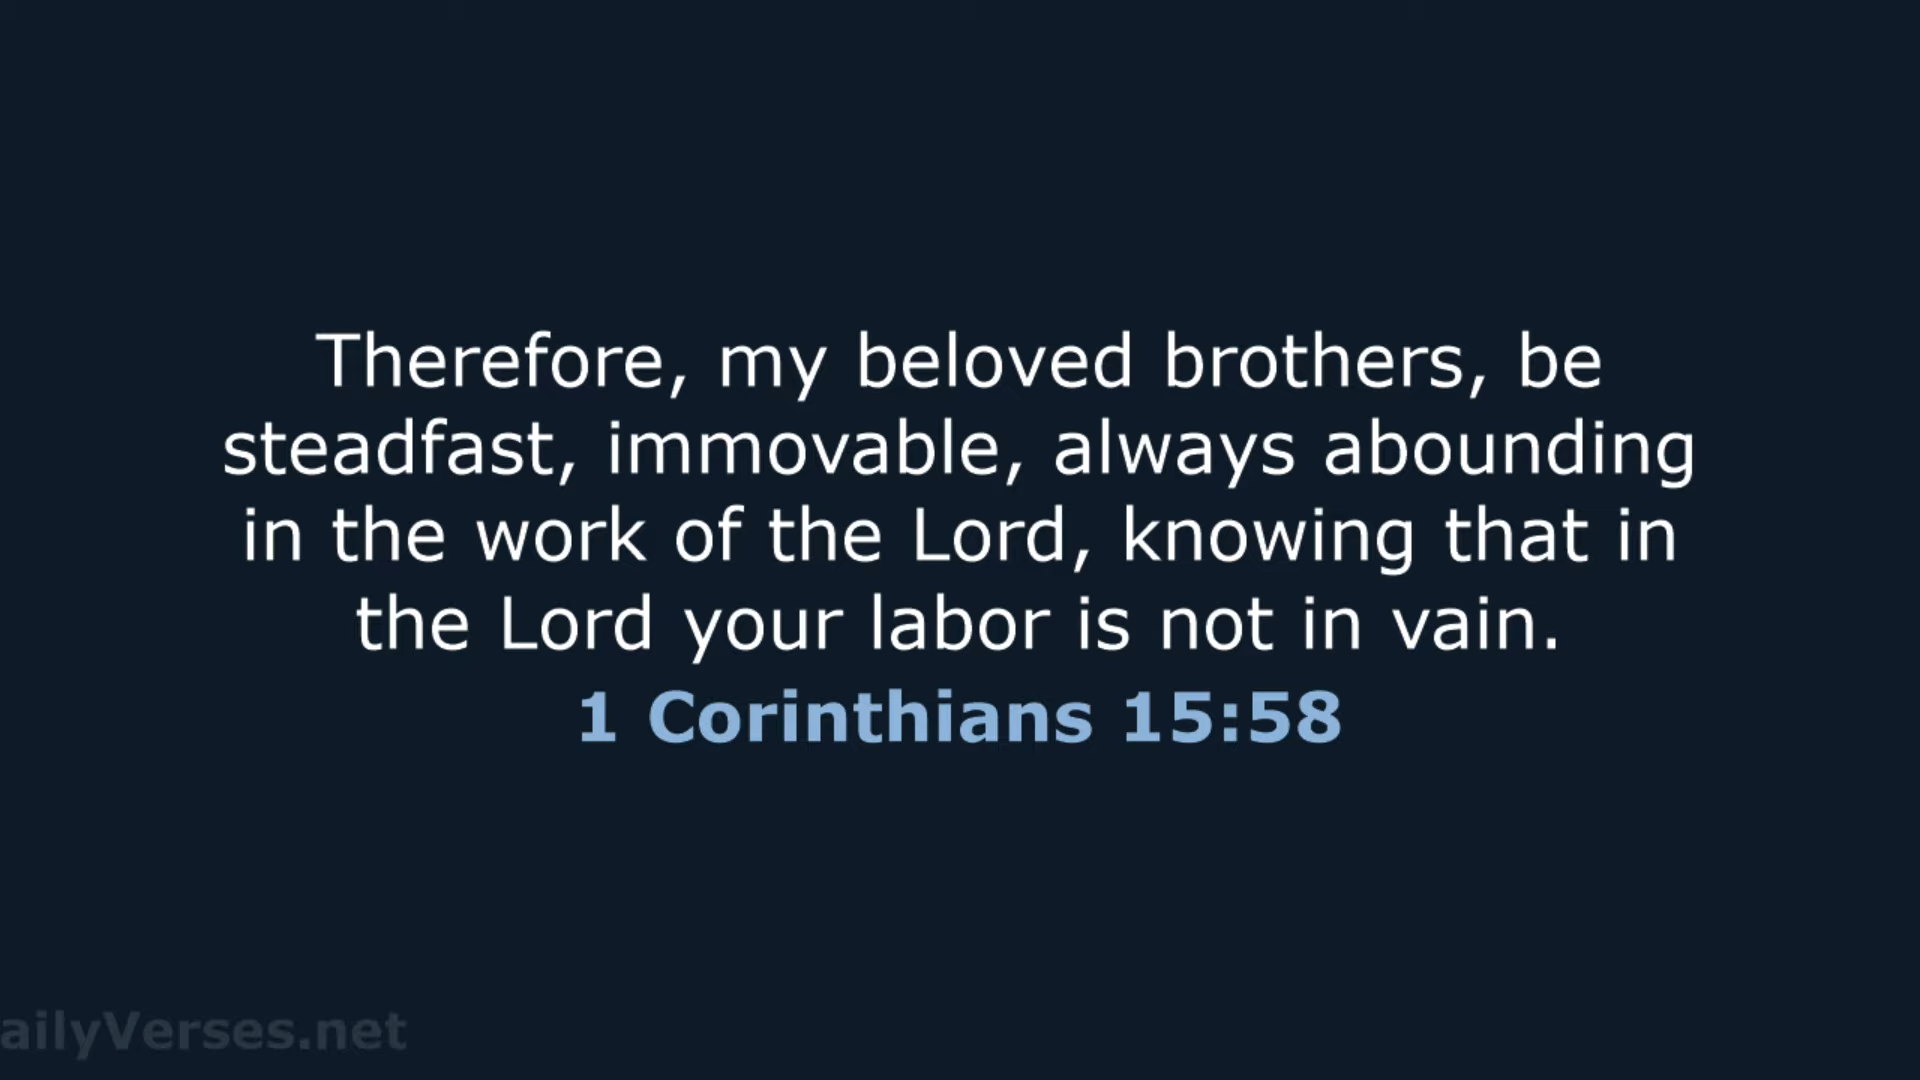 Therefore, my beloved brothers, be
steadfast, immovable, always abounding
in the work of the Lord, knowing that in
the Lord your labor is not in vain.
1 Corinthians 15:58
ailyVerses.net